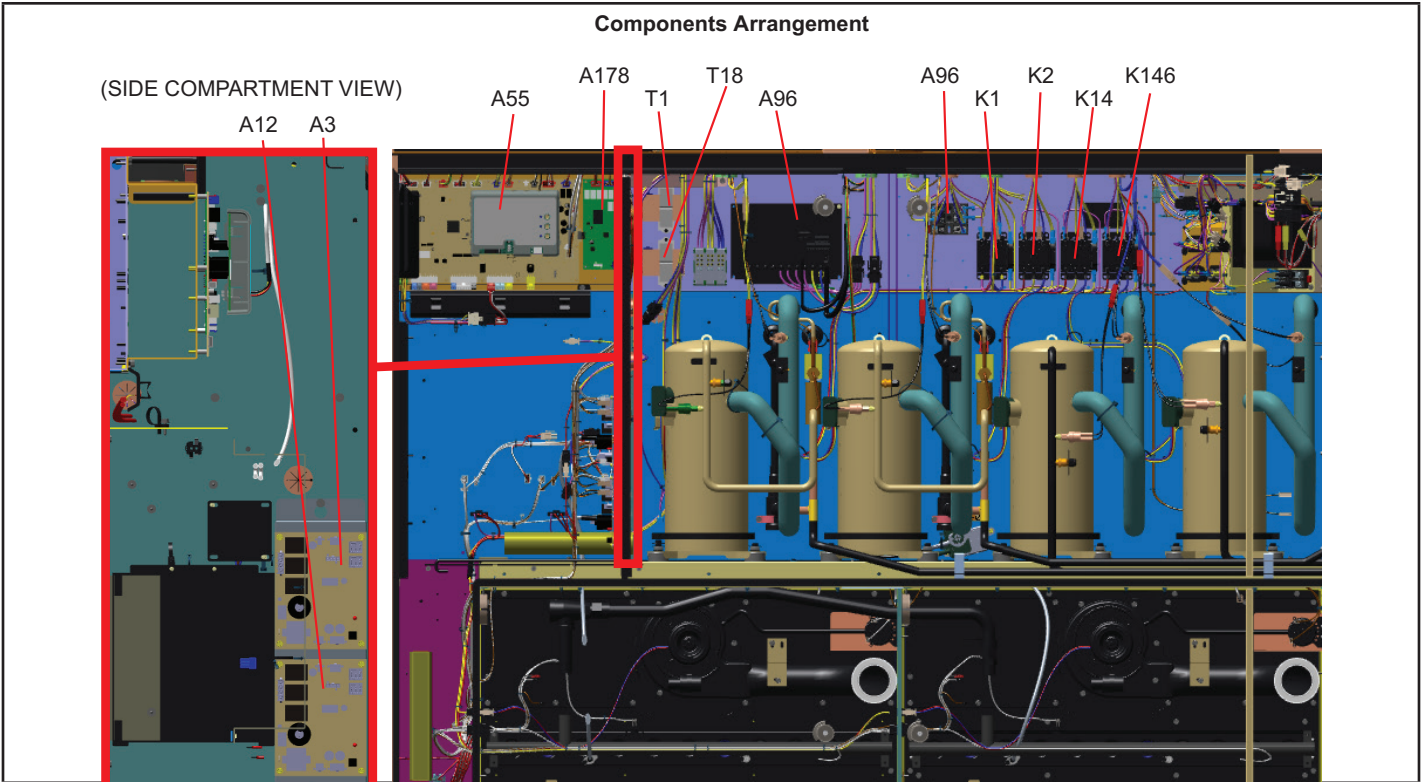 Components Arrangement
(SIDE COMPARTMENT VIEW)
A12
A3
A55
A178
T1
T18
A96
A96
K1
K2
K14
K146